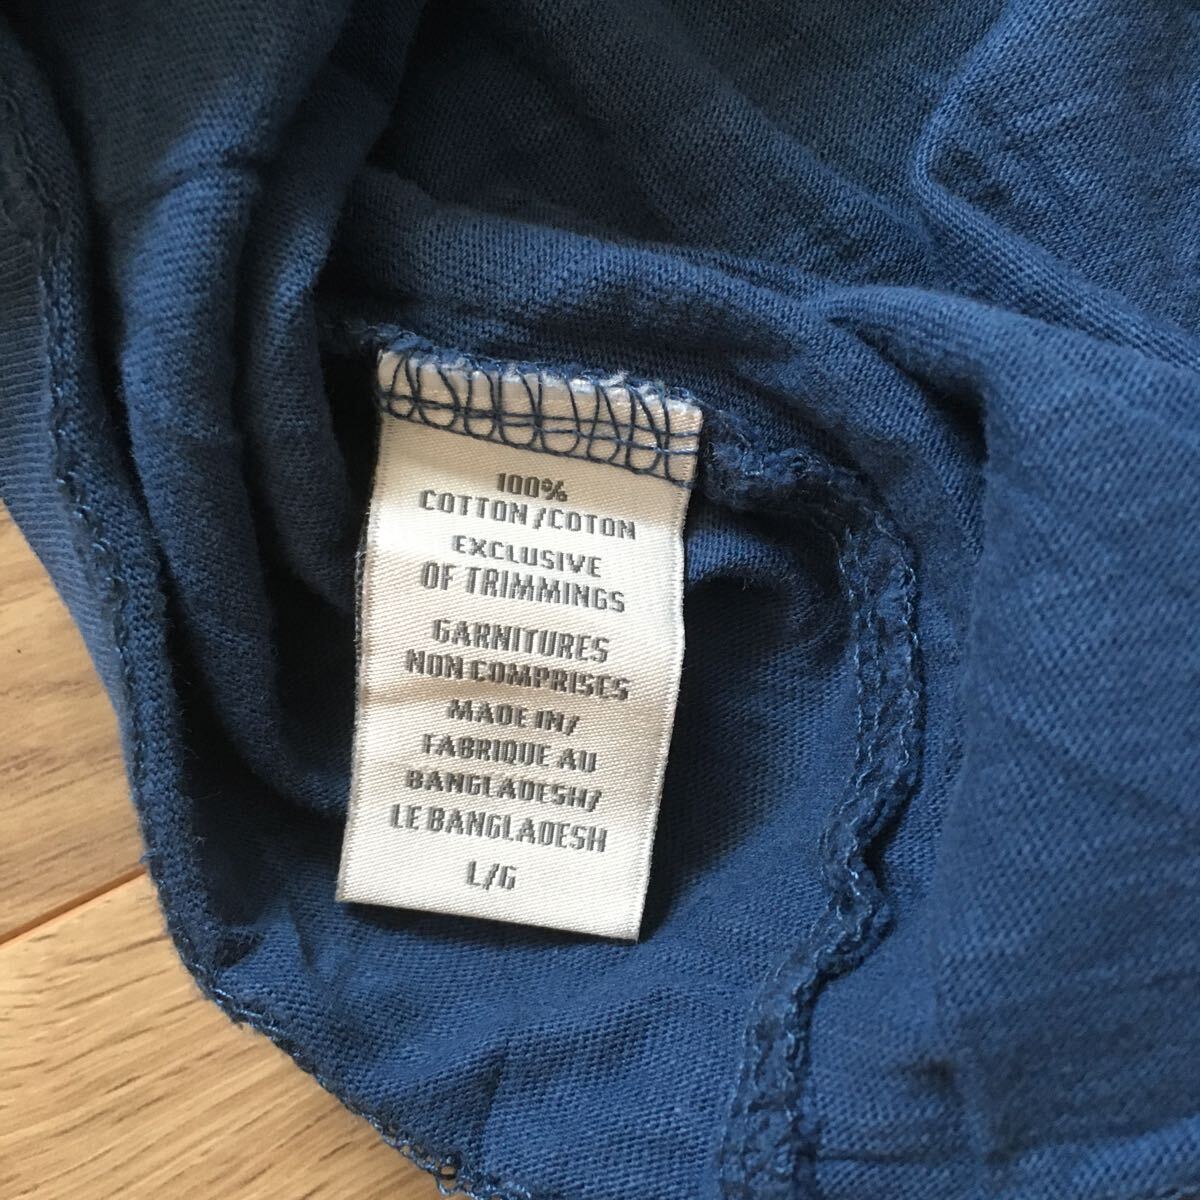 100%
COTTON/COTON
EXCLUSIVE
OF TRIMMINGS
GARNITURES
NON COMPRISES
MADE IN/
FABRIQUE AU
BANGLADESH/
LE BANGLADESH
L/G